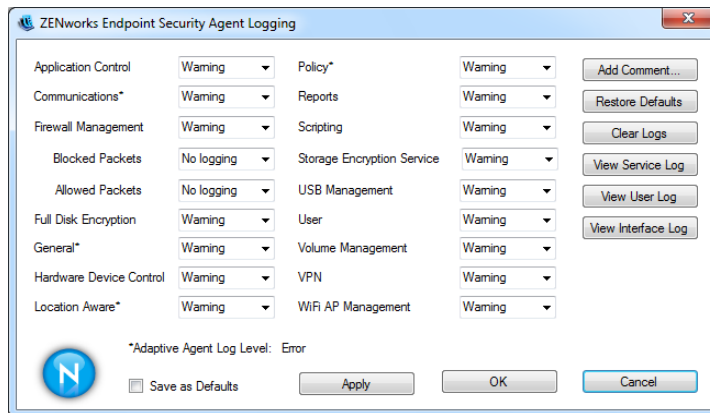 ZENworks Endpoint Security Agent Logging
Application Control Warning Policy* Warning Add Comment...
Communications* Warning Reports Warning Restore Defaults
Firewall Management Warning Scripting Warning Clear Logs
Blocked Packets No logging Storage Encryption Service Warning View Service Log
Allowed Packets No logging USB Management Warning View User Log
Full Disk Encryption Warning User Warning View Interface Log
General* Warning Volume Management Warning
Hardware Device Control Warning VPN Warning
Location Aware* Warning WiFi AP Management Warning
*Adaptive Agent Log Level: Error
N
Save as Defaults Apply OK Cancel